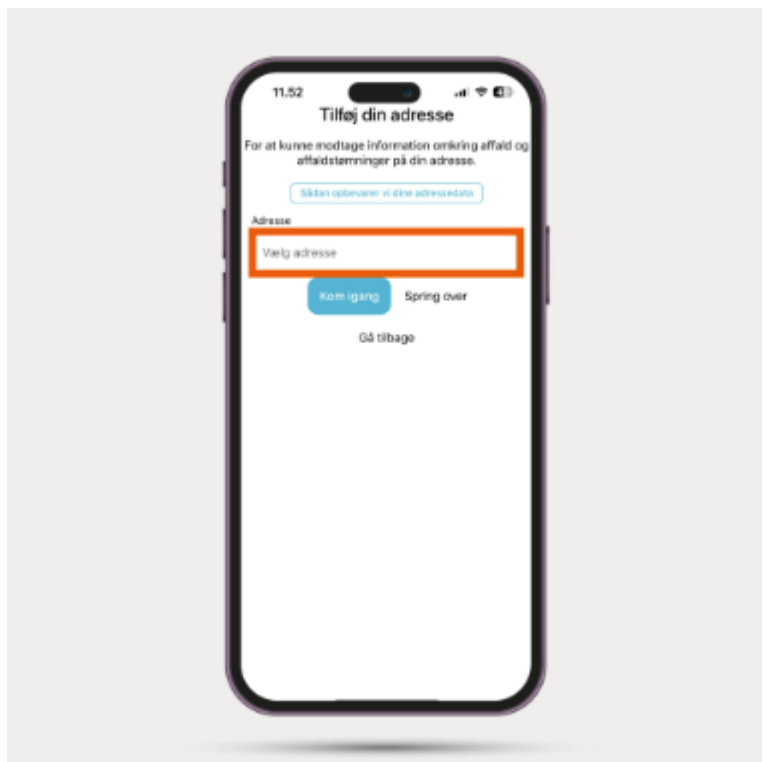 11.52
Tilføj din adresse
For at kunne modtage information omkring affald og
affaldstømninger på din adresse.
Sådan opbevarer vi dine adressedata
Adresse
Vælg adresse
Kom igang Spring over
Gå tilbage